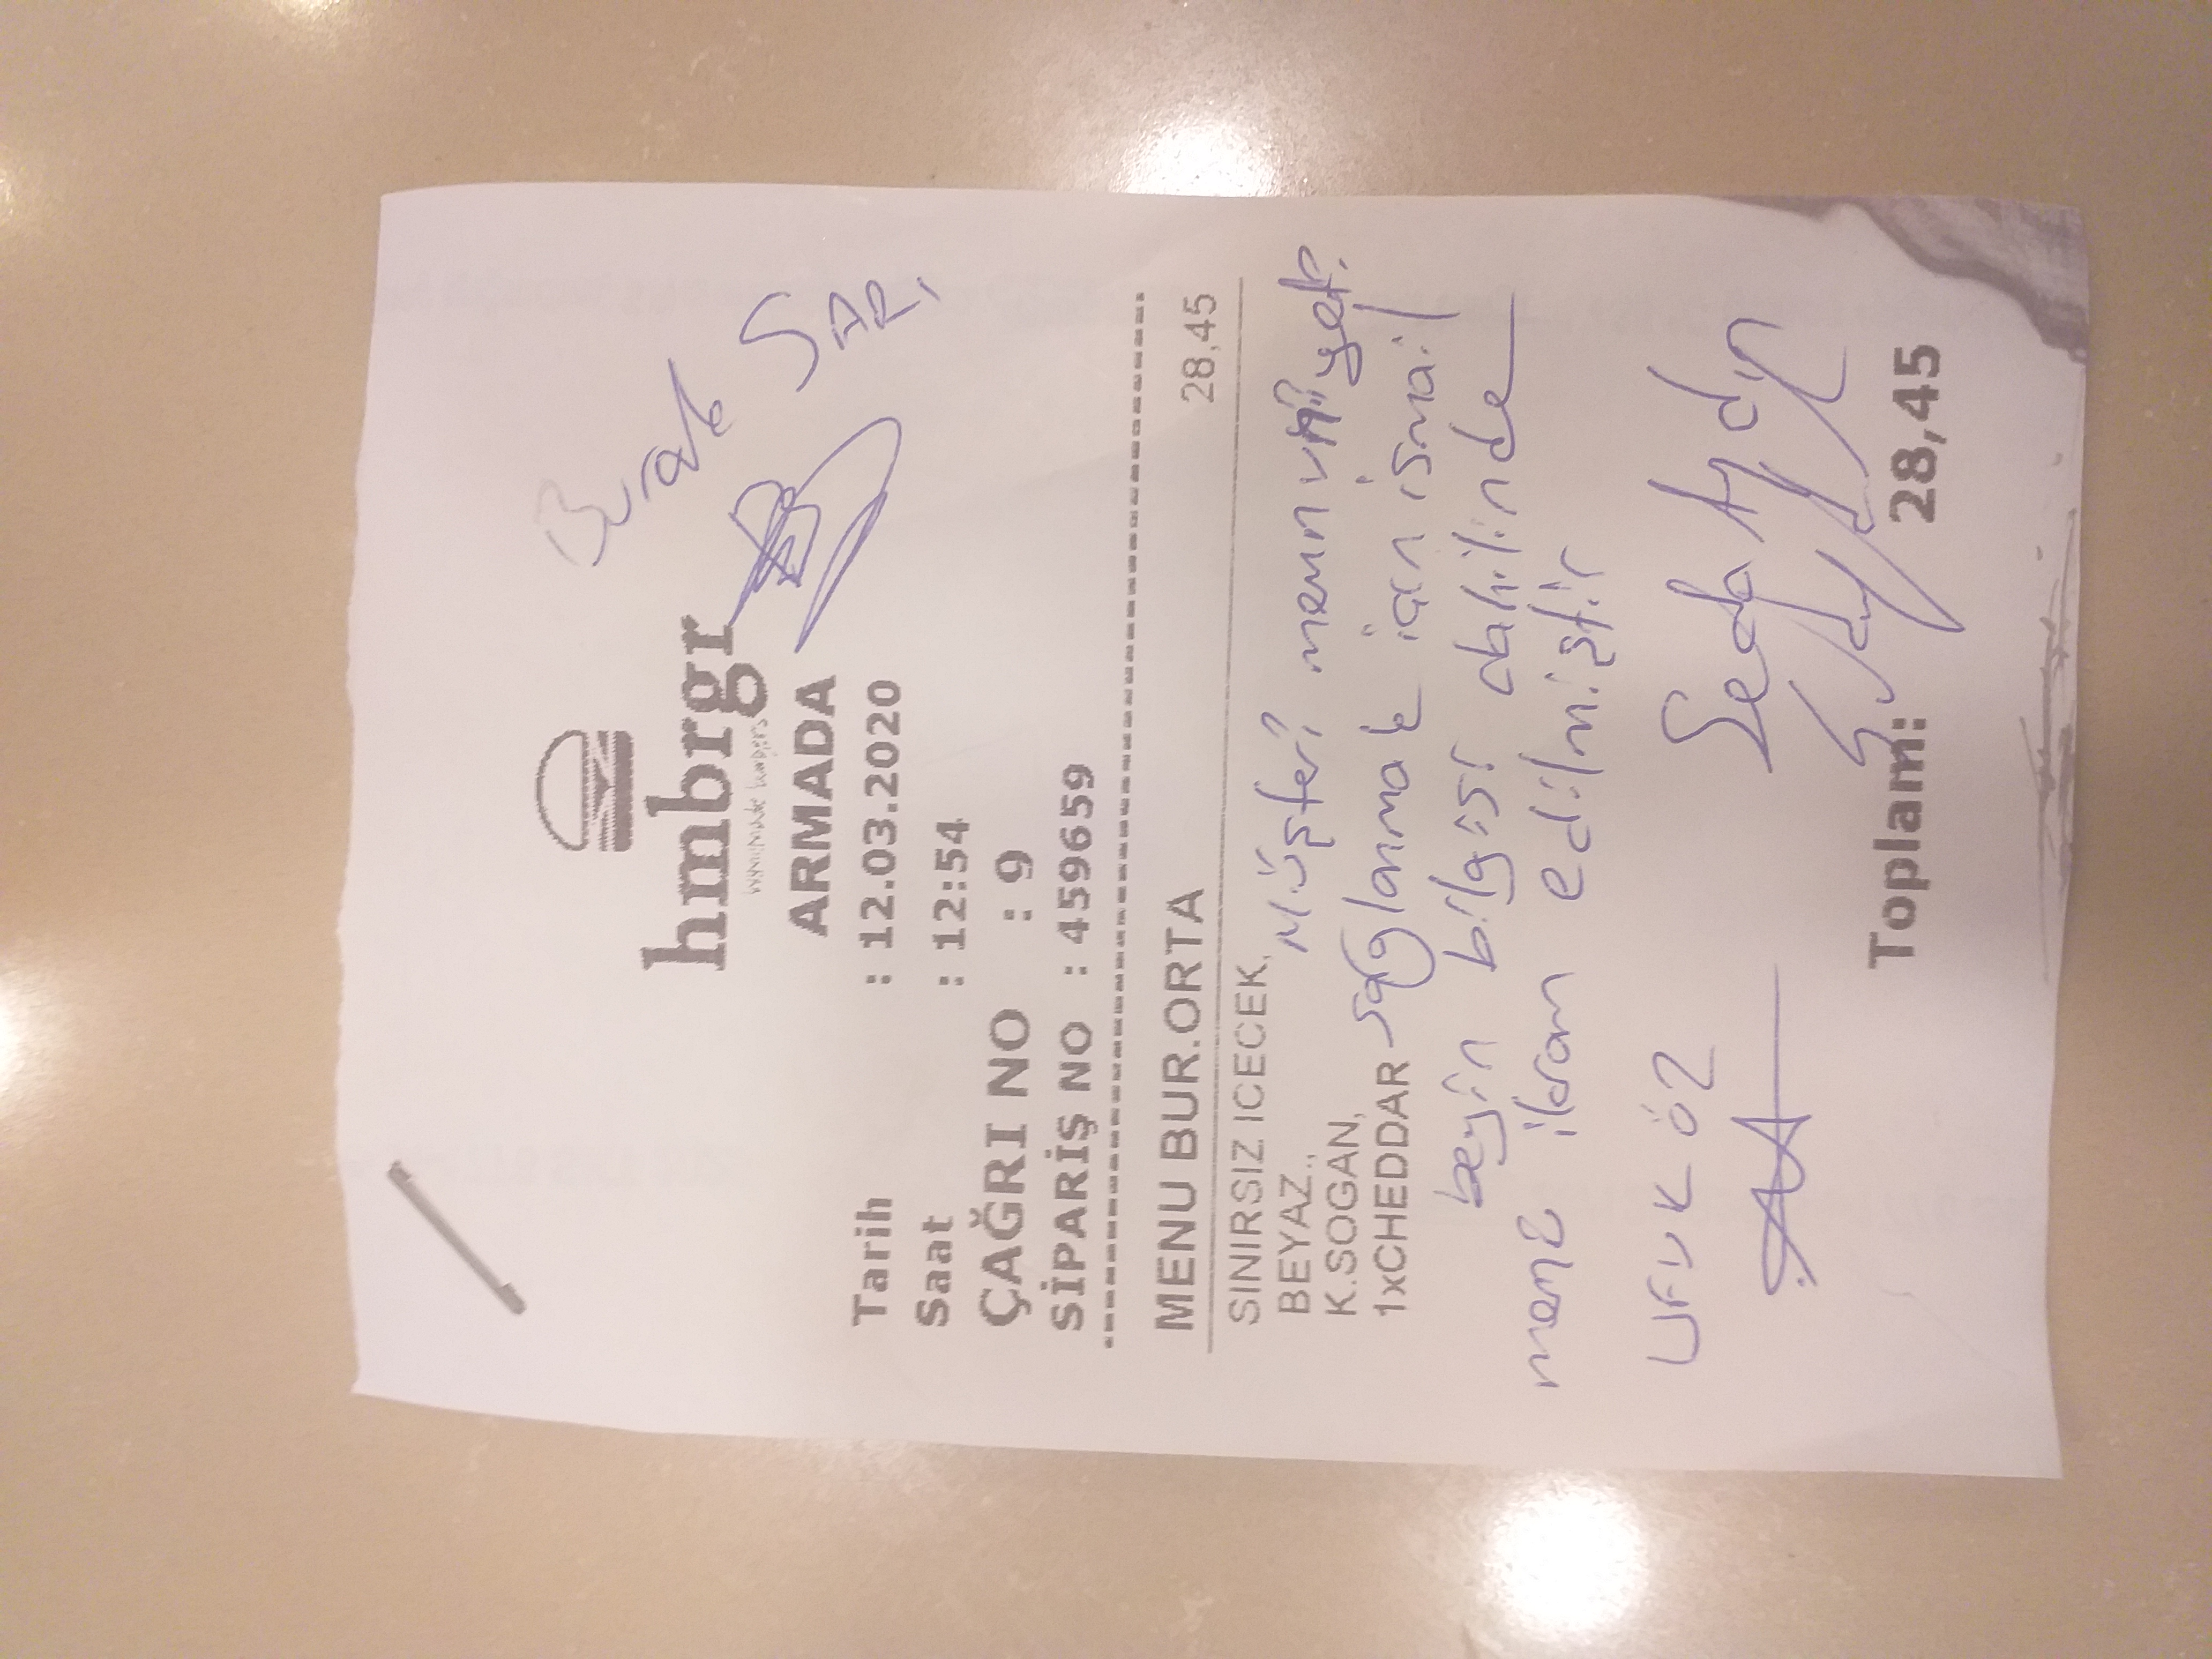 hmbrgr
homemade burgers
Burak SARI
ARMADA
Tarih : 12.03.2020
Saat : 12:54
ÇAĞRI NO : 9
SİPARİŞ NO : 459659
MENU BUR.ORTA 28,45
SINIRSIZ ICECEK,
BEYAZ.,
K.SOGAN,
1xCHEDDAR
Müşteri memnuniyeti
sağlanmak için ismail
beyin bilgisi dahilinde
menü ikram edilmiştir
UFUK ÖZ
Seda Aydın
Toplam: 28,45